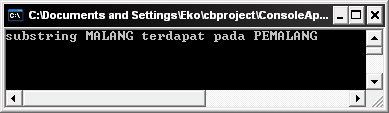 C:\Documents and Settings\Eko\cbproject\ConsoleAp...
substring MALANG terdapat pada PEMALANG